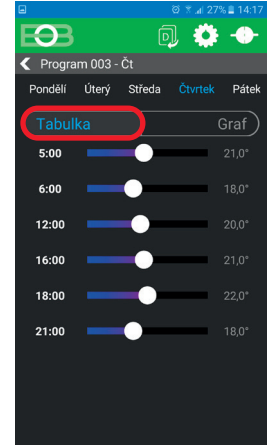 27% 14:17
EOB
Program 003 - Čt
Pondělí Úterý Středa Čtvrtek Pátek
Tabulka Graf
5:00 21,0°
6:00 18,0°
12:00 20,0°
16:00 21,0°
18:00 22,0°
21:00 18,0°